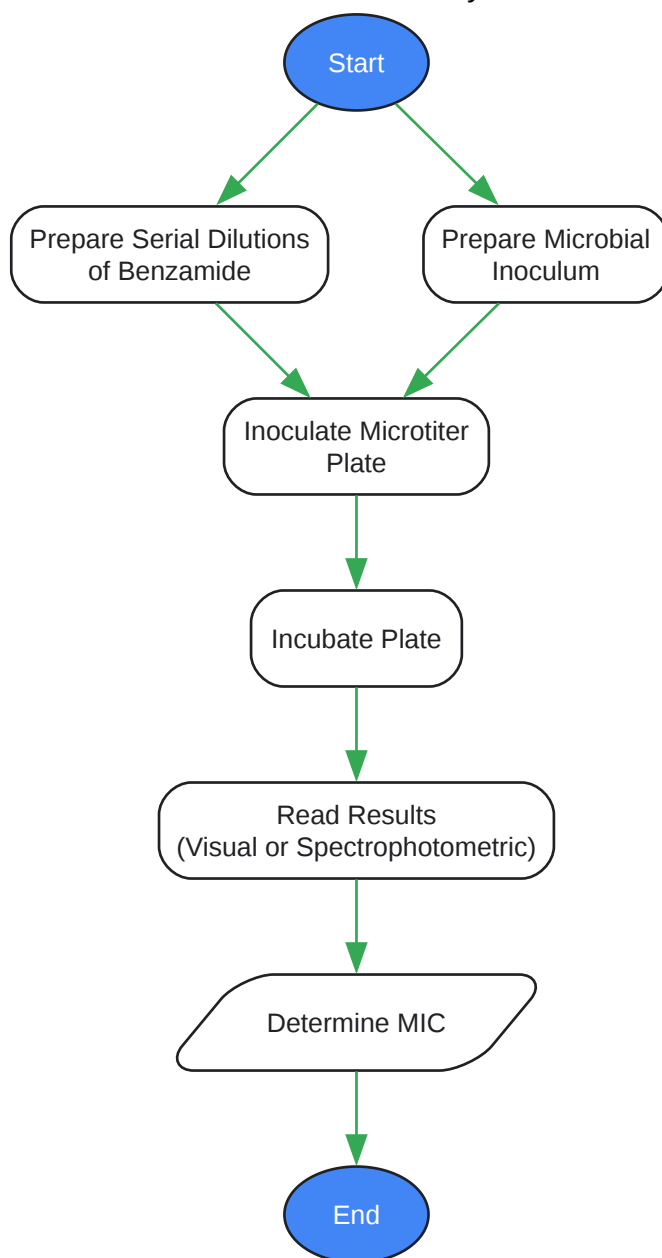 Start
Prepare Serial Dilutions
of Benzamide
Prepare Microbial
Inoculum
Inoculate Microtiter
Plate
Incubate Plate
Read Results
(Visual or Spectrophotometric)
Determine MIC
End